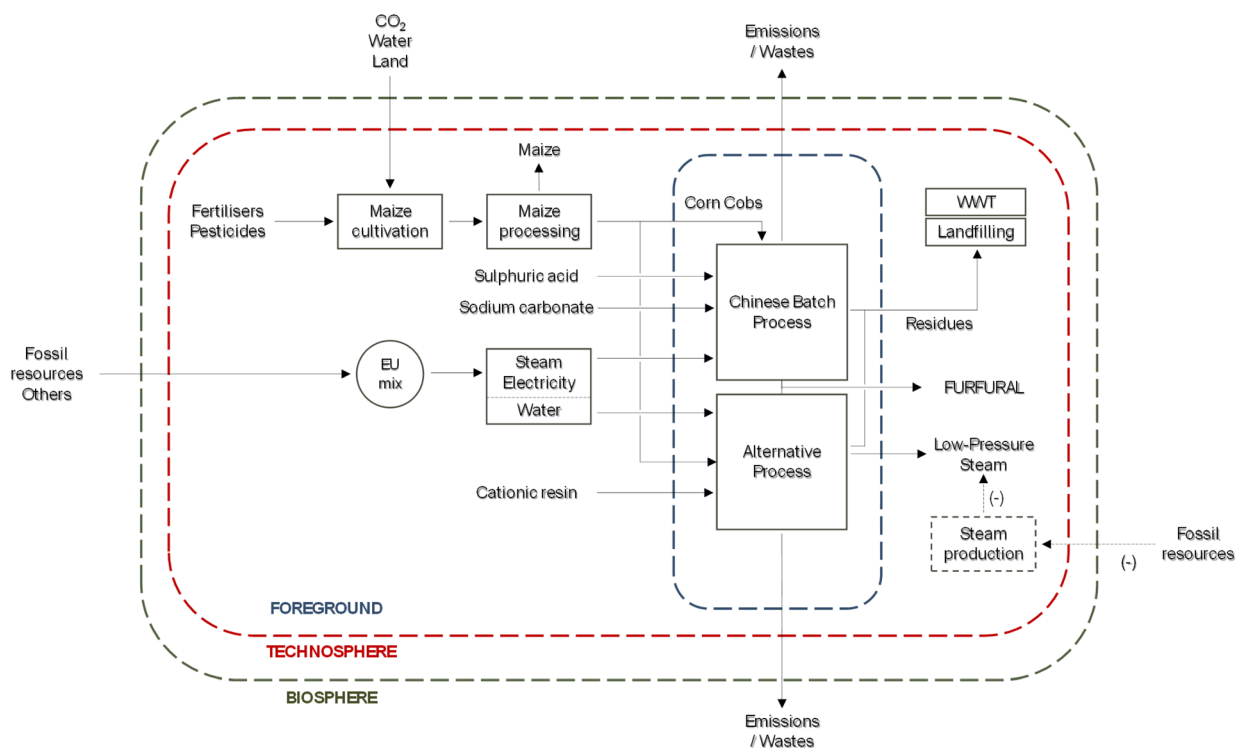 CO2
Water
Land
Emissions
/ Wastes
Maize
Fertilisers
Pesticides
Maize
cultivation
Maize
processing
Corn Cobs
WWT
Landfilling
Sulphuric acid
Sodium carbonate
Chinese Batch
Process
Residues
Fossil
resources
Others
EU
mix
Steam
Electricity
Water
FURFURAL
Alternative
Process
Low-Pressure
Steam
Cationic resin
(-)
Steam
production
(-)
Fossil
resources
FOREGROUND
TECHNOSPHERE
BIOSPHERE
Emissions
/ Wastes